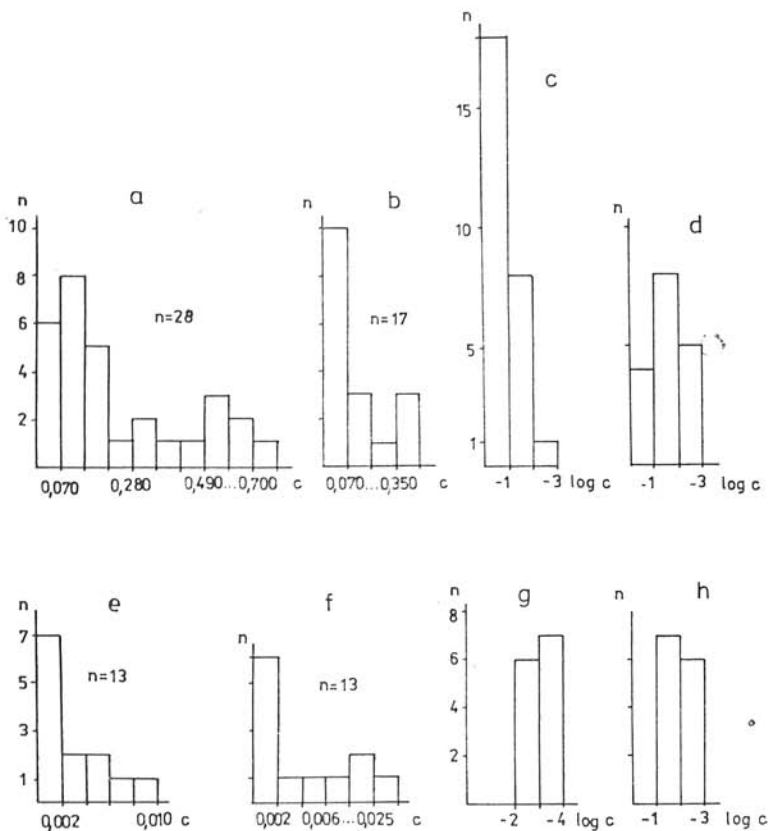 a
n
10
8
6
4
2
n=28
0,070 0,280 0,490...0,700 c
b
n
n=17
0,070...0,350 c
c
n
15
10
5
1
-1 -3 log c
d
n
-1 -3 log c
e
n
7
5
3
1
n=13
0,002 0,010 c
f
n
n=13
0,002 0,006...0,025 c
g
n
8
6
4
2
-2 -4 log c
h
n
-1 -3 log c